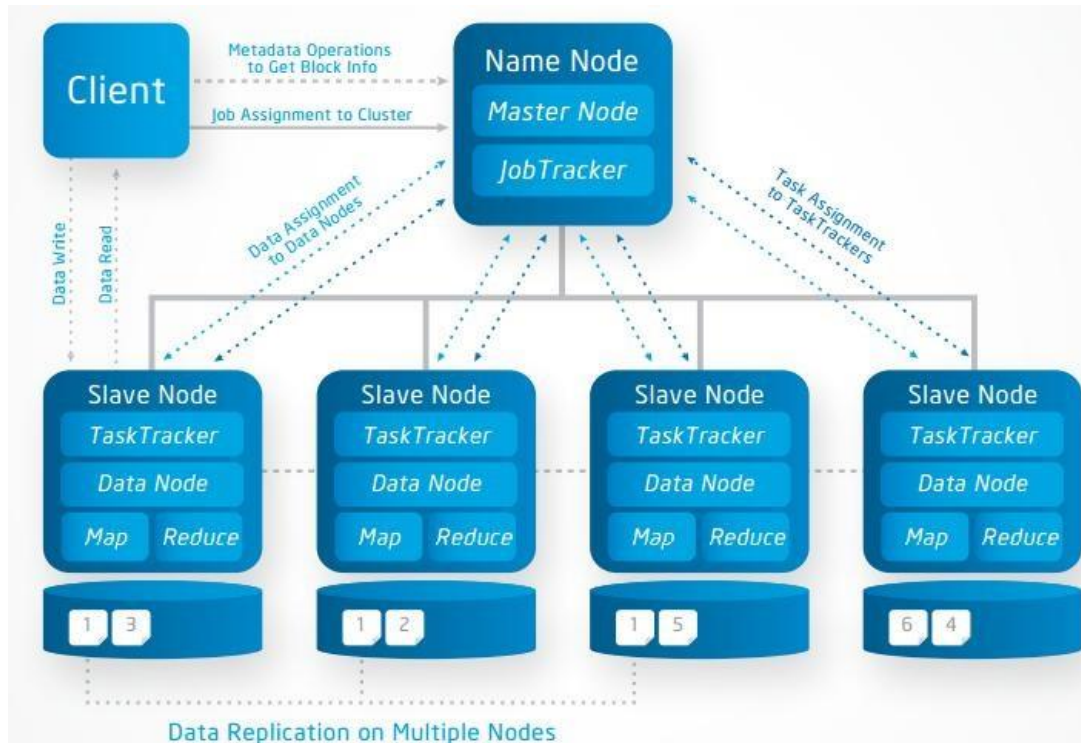 Client
Metadata Operations
to Get Block Info
Job Assignment to Cluster
Name Node
Master Node
JobTracker
Data Write
Data Read
Data Assignment
to Data Nodes
Task Assignment
to TaskTrackers
Slave Node
TaskTracker
Data Node
Map Reduce
1 3
Slave Node
TaskTracker
Data Node
Map Reduce
1 2
Slave Node
TaskTracker
Data Node
Map Reduce
1 5
Slave Node
TaskTracker
Data Node
Map Reduce
6 4
Data Replication on Multiple Nodes